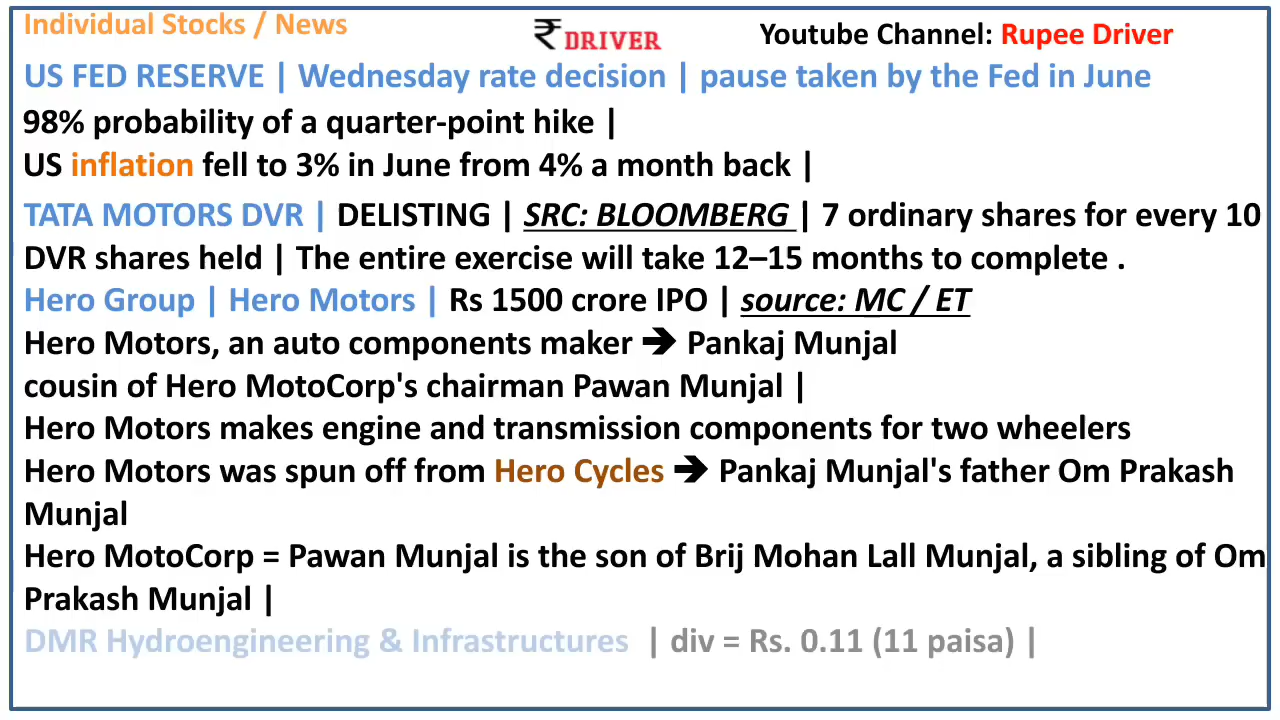 Individual Stocks / News
₹ DRIVER
Youtube Channel: Rupee Driver
US FED RESERVE | Wednesday rate decision | pause taken by the Fed in June
98% probability of a quarter-point hike |
US inflation fell to 3% in June from 4% a month back |
TATA MOTORS DVR | DELISTING | SRC: BLOOMBERG | 7 ordinary shares for every 10
DVR shares held | The entire exercise will take 12–15 months to complete .
Hero Group | Hero Motors | Rs 1500 crore IPO | source: MC / ET
Hero Motors, an auto components maker 🡺 Pankaj Munjal
cousin of Hero MotoCorp's chairman Pawan Munjal |
Hero Motors makes engine and transmission components for two wheelers
Hero Motors was spun off from Hero Cycles 🡺 Pankaj Munjal's father Om Prakash
Munjal
Hero MotoCorp = Pawan Munjal is the son of Brij Mohan Lall Munjal, a sibling of Om
Prakash Munjal |
DMR Hydroengineering & Infrastructures | div = Rs. 0.11 (11 paisa) |